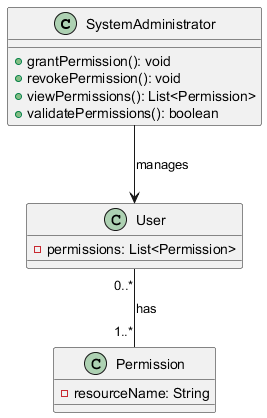 C SystemAdministrator
grantPermission(): void
revokePermission(): void
viewPermissions(): List<Permission>
validatePermissions(): boolean
manages
C User
permissions: List<Permission>
0..*
has
1..*
C Permission
resourceName: String